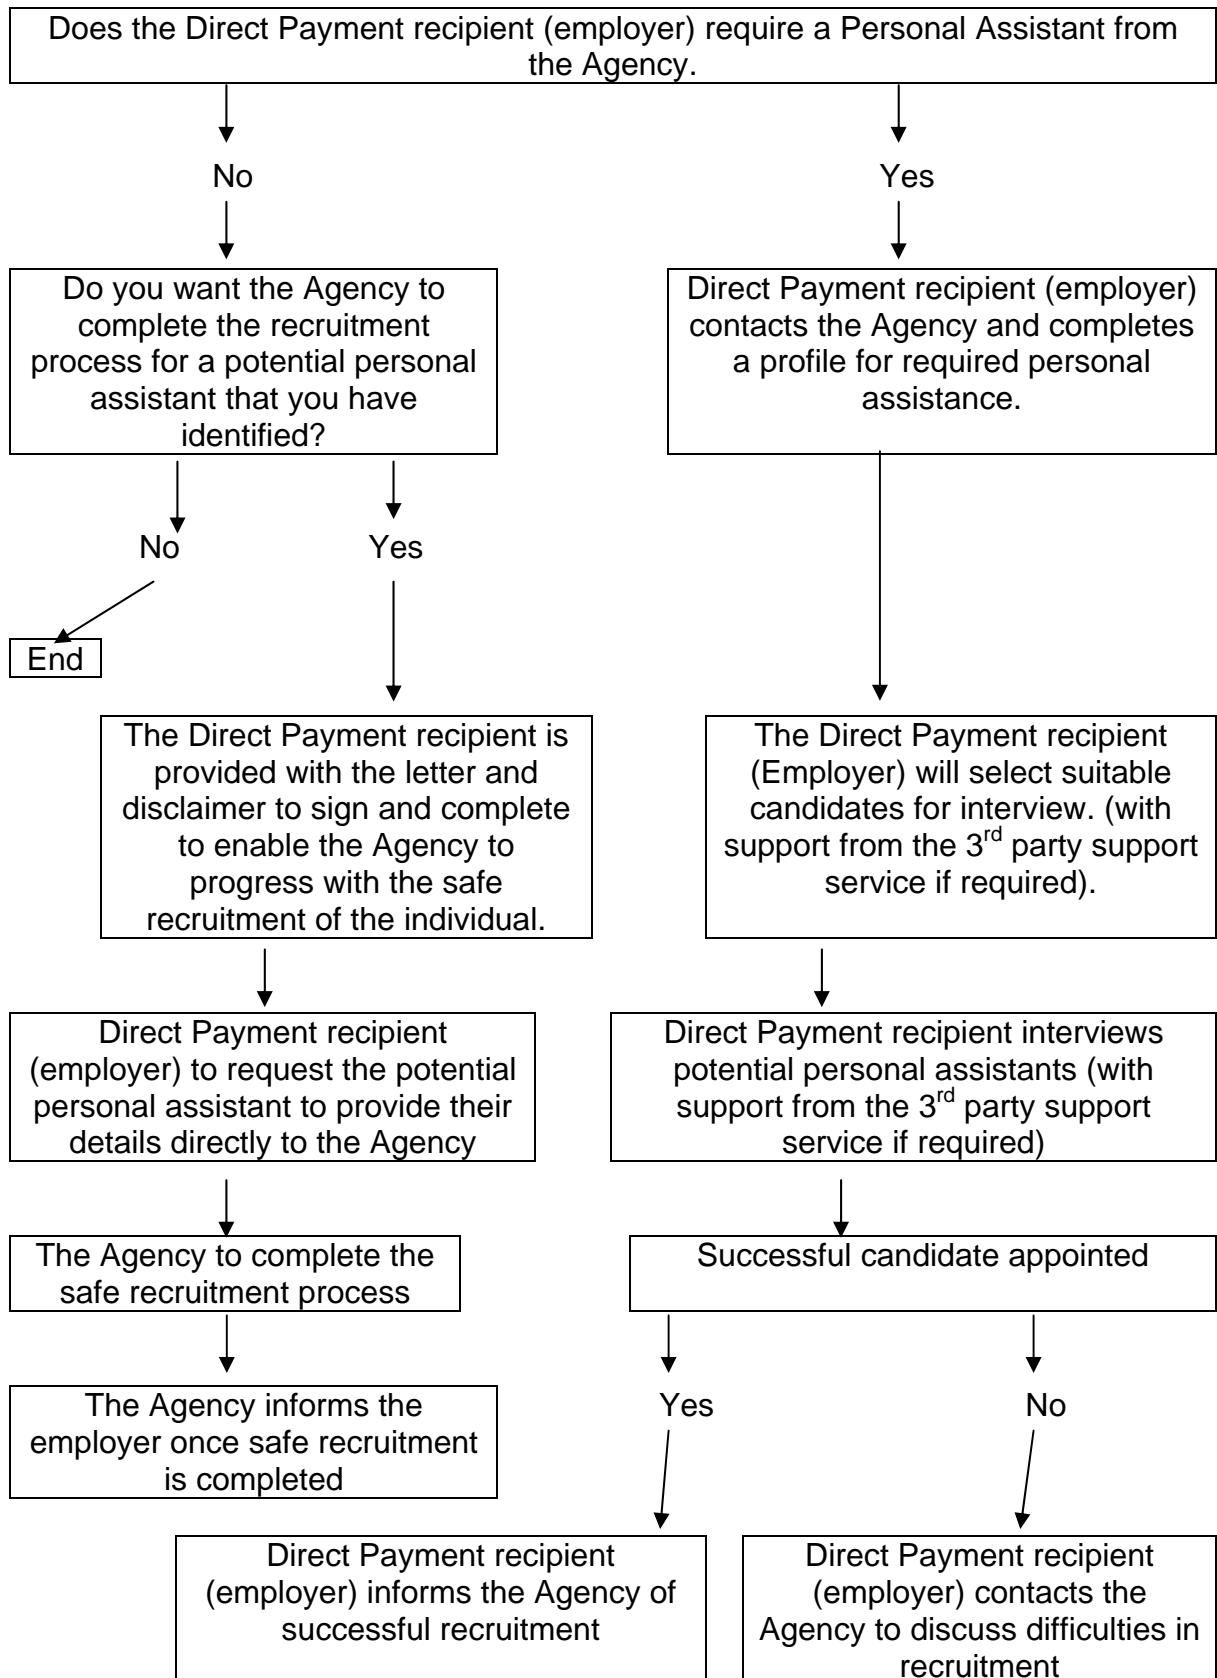 Does the Direct Payment recipient (employer) require a Personal Assistant from
the Agency.
No
Yes
Do you want the Agency to
complete the recruitment
process for a potential personal
assistant that you have
identified?
Direct Payment recipient (employer)
contacts the Agency and completes
a profile for required personal
assistance.
No
Yes
End
The Direct Payment recipient is
provided with the letter and
disclaimer to sign and complete
to enable the Agency to
progress with the safe
recruitment of the individual.
The Direct Payment recipient
(Employer) will select suitable
candidates for interview. (with
support from the 3rd party support
service if required).
Direct Payment recipient
(employer) to request the potential
personal assistant to provide their
details directly to the Agency
Direct Payment recipient interviews
potential personal assistants (with
support from the 3rd party support
service if required)
The Agency to complete the
safe recruitment process
Successful candidate appointed
The Agency informs the
employer once safe recruitment
is completed
Yes
No
Direct Payment recipient
(employer) informs the Agency of
successful recruitment
Direct Payment recipient
(employer) contacts the
Agency to discuss difficulties in
recruitment